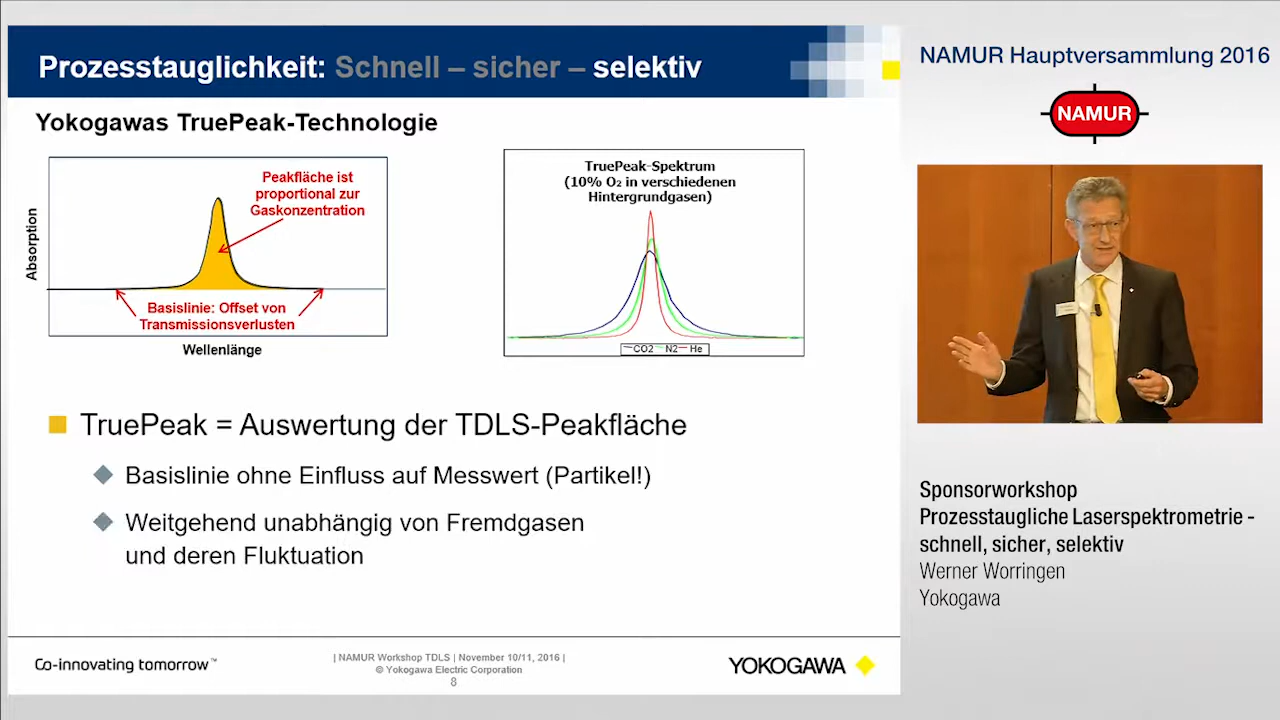 Prozesstauglichkeit: Schnell – sicher – selektiv
Yokogawas TruePeak-Technologie
Absorption
Peakfläche ist
proportional zur
Gaskonzentration
Basislinie: Offset von
Transmissionsverlusten
Wellenlänge
TruePeak-Spektrum
(10% O₂ in verschiedenen
Hintergrundgasen)
CO2 N2 He
TruePeak = Auswertung der TDLS-Peakfläche
Basislinie ohne Einfluss auf Messwert (Partikel!)
Weitgehend unabhängig von Fremdgasen
und deren Fluktuation
Co-innovating tomorrow™
| NAMUR Workshop TDLS | November 10/11, 2016 |
© Yokogawa Electric Corporation
8
YOKOGAWA
NAMUR Hauptversammlung 2016
NAMUR
Sponsorworkshop
Prozesstaugliche Laserspektrometrie -
schnell, sicher, selektiv
Werner Worringen
Yokogawa